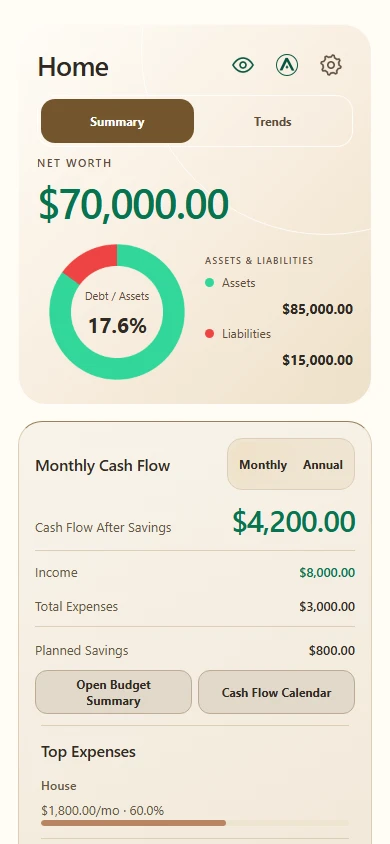 Home
Summary
Trends
NET WORTH
$70,000.00
Debt / Assets
17.6%
ASSETS & LIABILITIES
Assets
$85,000.00
Liabilities
$15,000.00
Monthly Cash Flow
Monthly
Annual
Cash Flow After Savings
$4,200.00
Income
$8,000.00
Total Expenses
$3,000.00
Planned Savings
$800.00
Open Budget
Summary
Cash Flow Calendar
Top Expenses
House
$1,800.00/mo · 60.0%